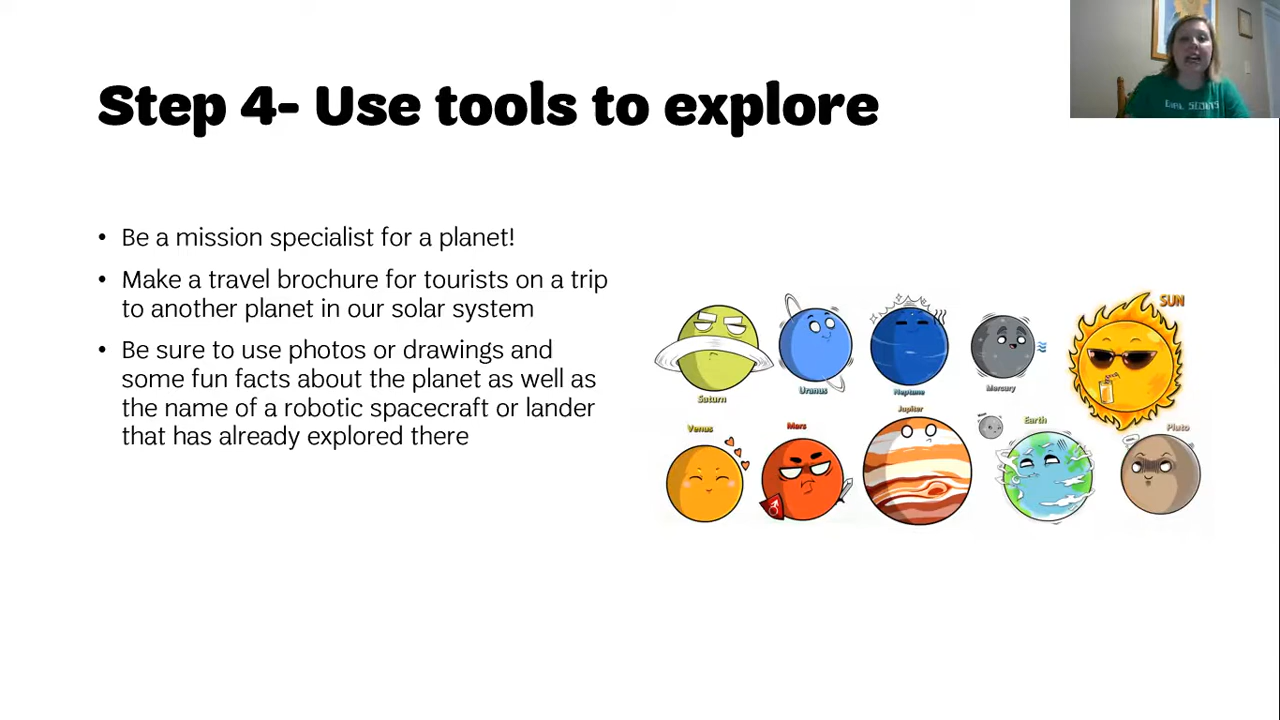 Step 4- Use tools to explore
• Be a mission specialist for a planet!
• Make a travel brochure for tourists on a trip
to another planet in our solar system
• Be sure to use photos or drawings and
some fun facts about the planet as well as
the name of a robotic spacecraft or lander
that has already explored there
SUN
Saturn
Uranus
Neptune
Mercury
Venus
Mars
Jupiter
Earth
Pluto